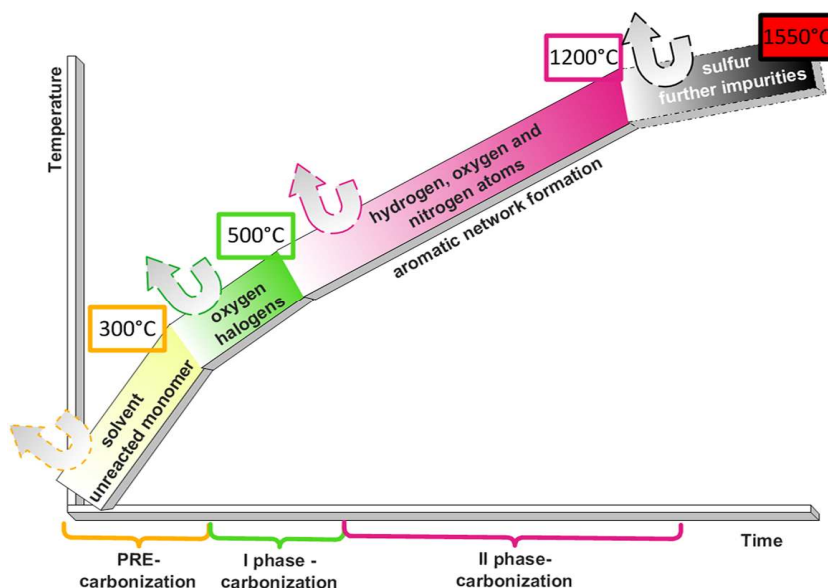 1550°C
1200°C
sulfur
further impurities
Temperature
hydrogen, oxygen and
nitrogen atoms
aromatic network formation
500°C
oxygen
halogens
300°C
solvent
unreacted monomer
Time
PRE-
carbonization
I phase -
carbonization
II phase-
carbonization